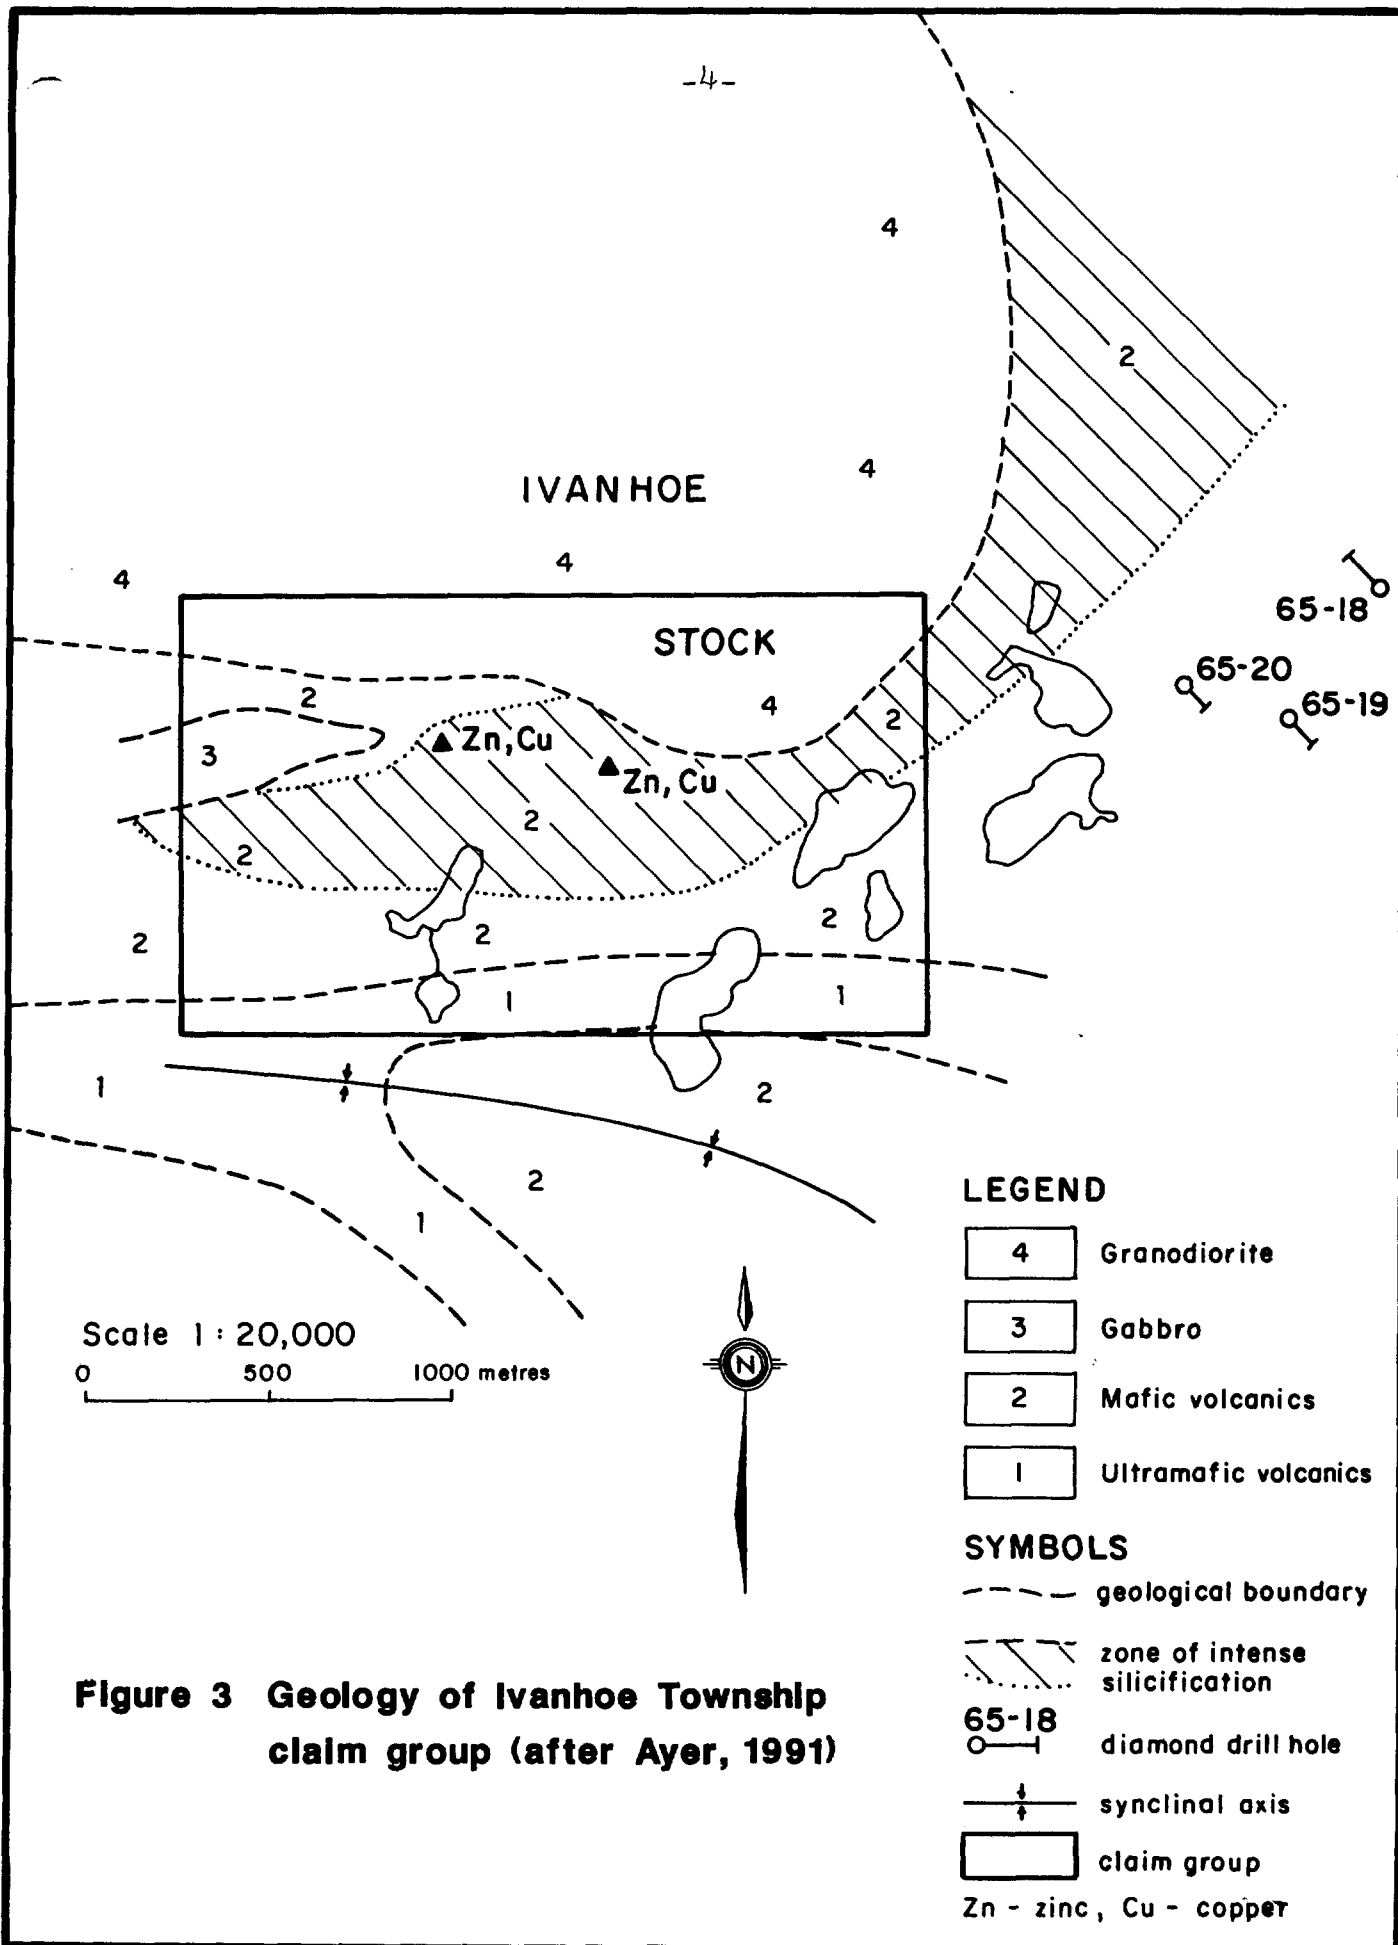 -4-
4
2
4
IVANHOE
4
4
65-18
STOCK
65-20
2
4
2
65-19
3
Zn, Cu
Zn, Cu
2
2
2
2
2
1
1
1
2
2
1
LEGEND
4 Granodiorite
3 Gabbro
2 Mafic volcanics
1 Ultramafic volcanics
Scale 1 : 20,000
0 500 1000 metres
N
SYMBOLS
geological boundary
zone of intense
silicification
65-18
diamond drill hole
synclinal axis
claim group
Zn - zinc, Cu - copper
Figure 3 Geology of Ivanhoe Township
claim group (after Ayer, 1991)